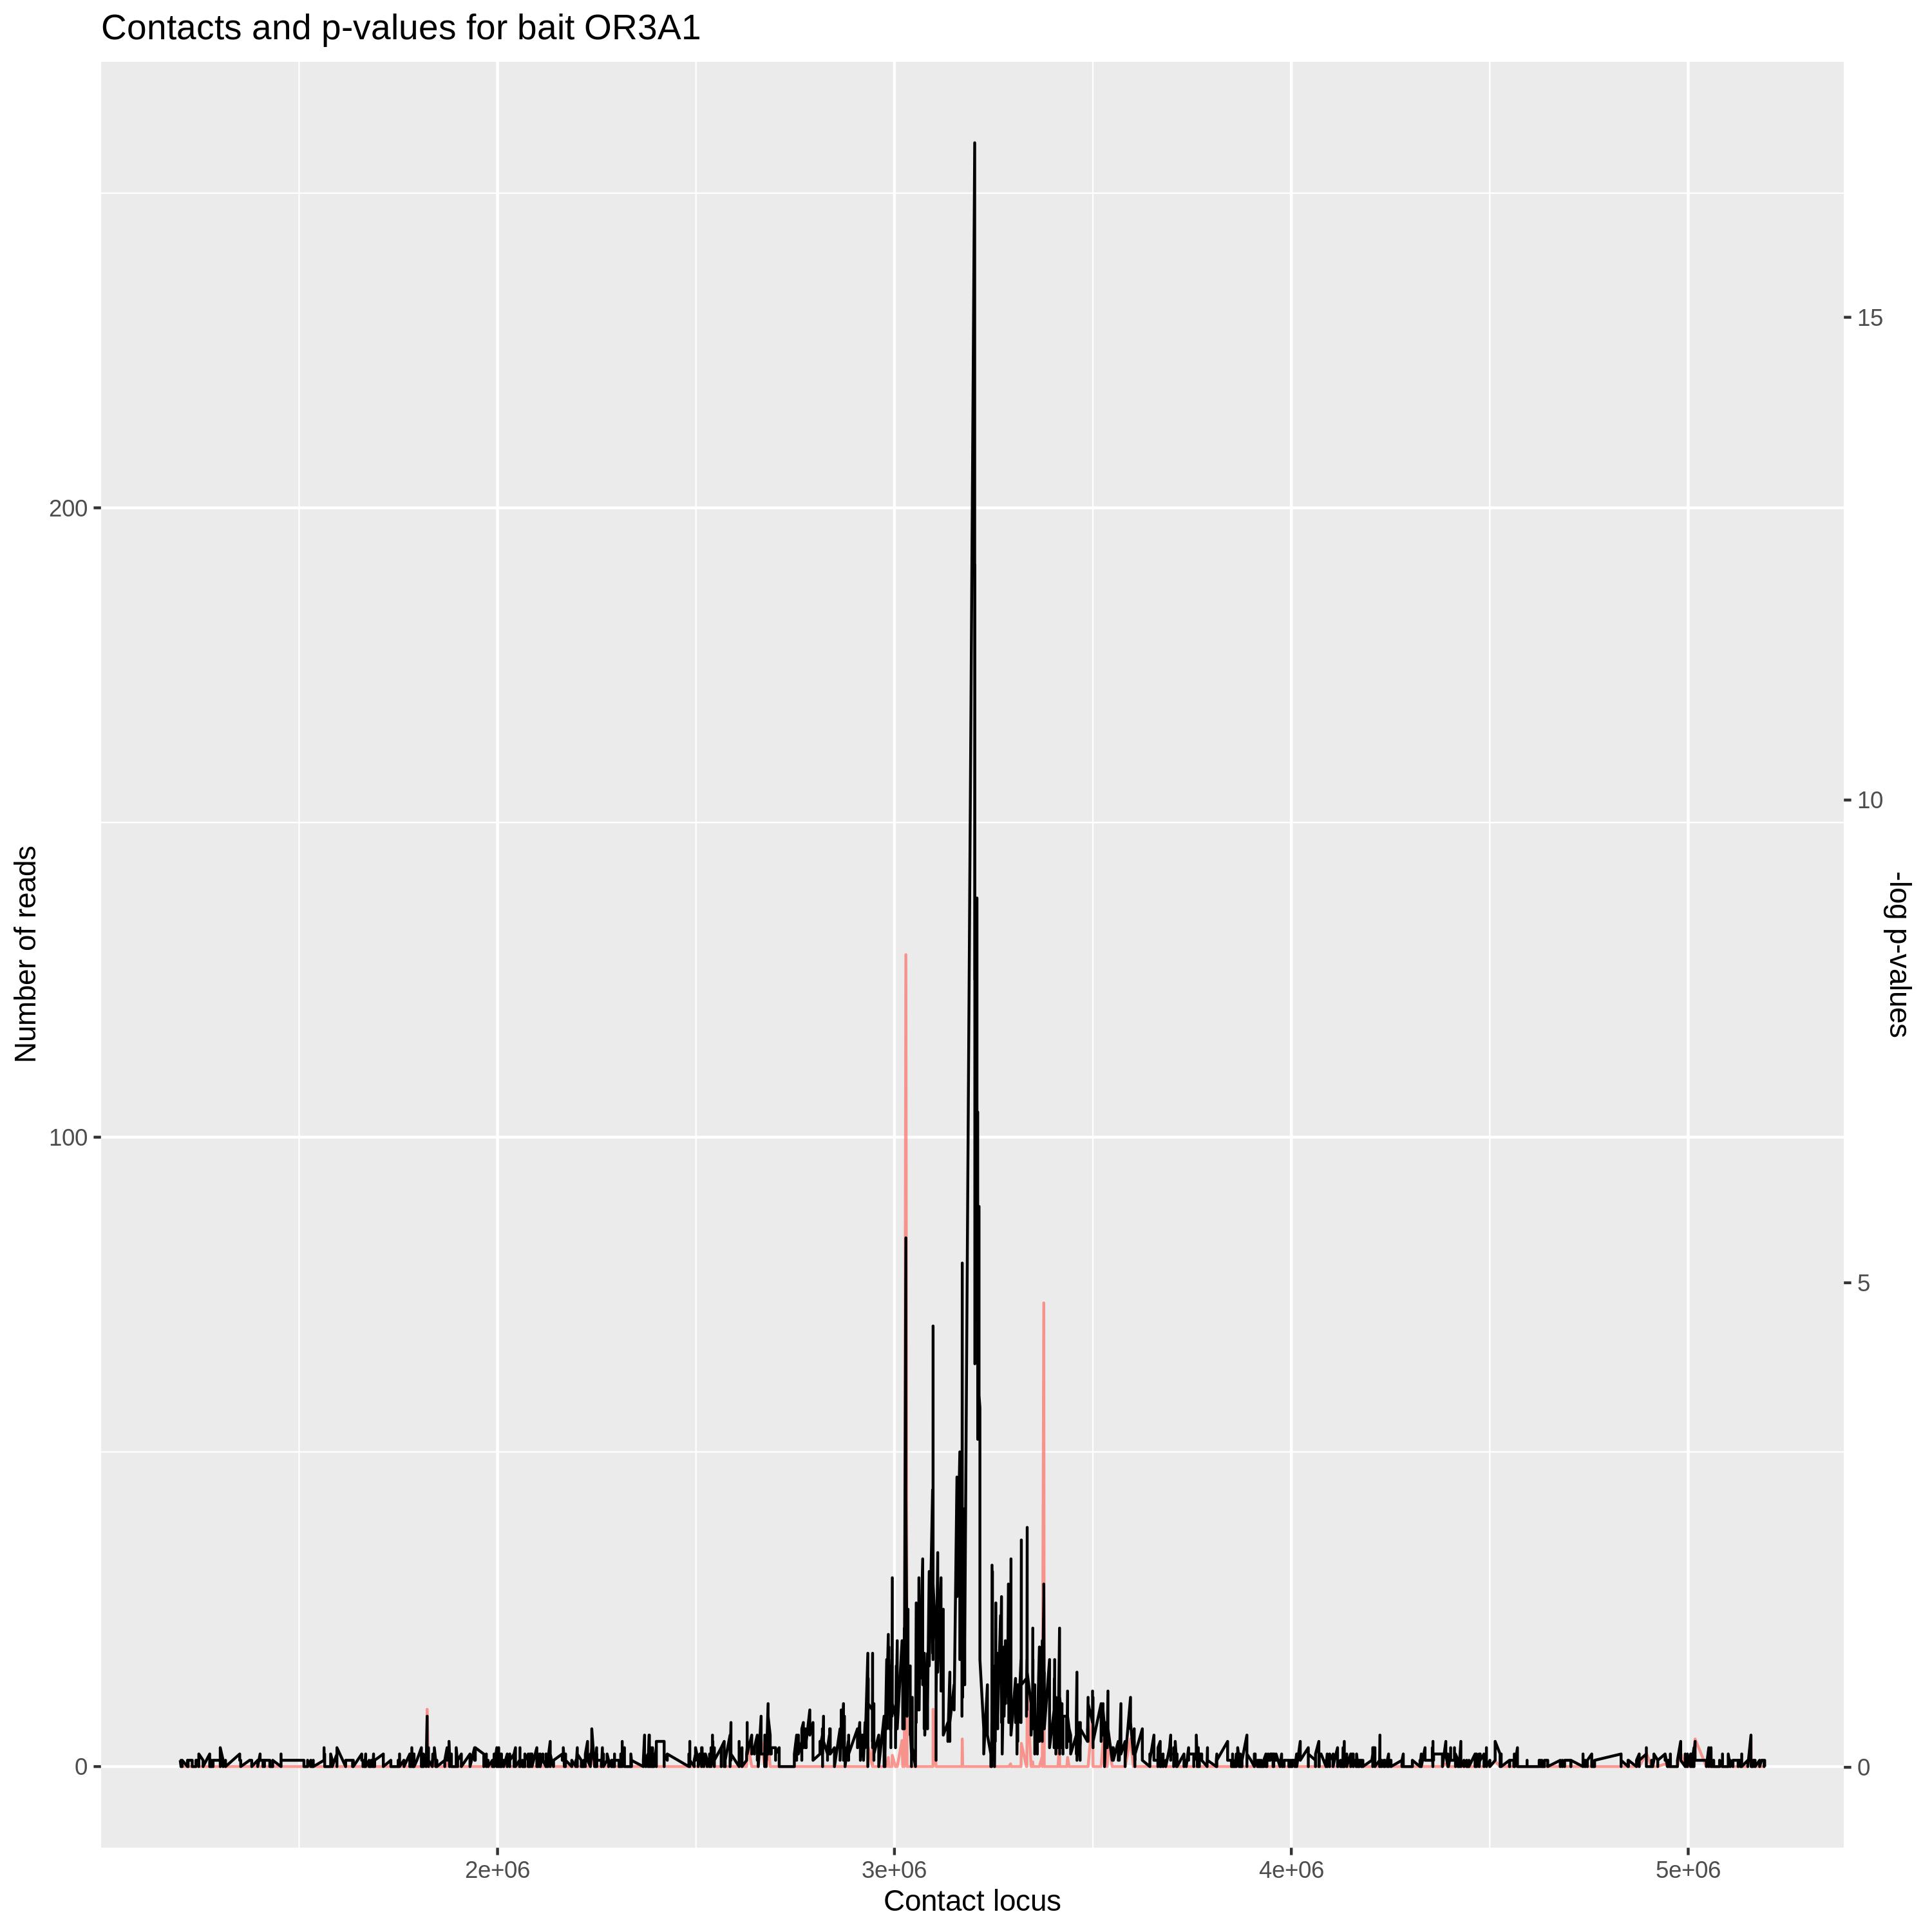 Contacts and p-values for bait OR3A1
200
100
0
Number of reads
15
10
5
0
-log p-values
2e+06
3e+06
4e+06
5e+06
Contact locus